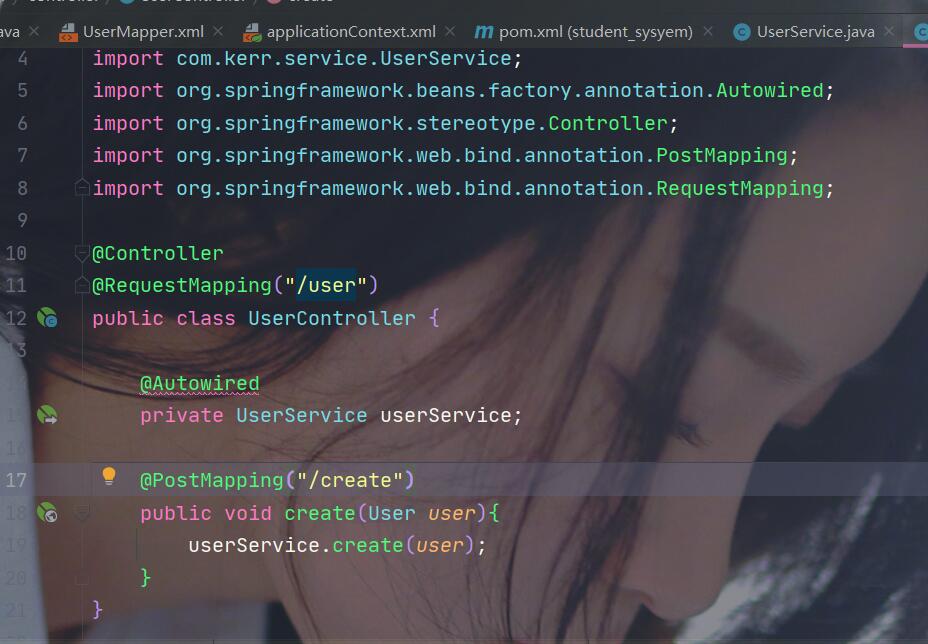 create
ava UserMapper.xml applicationContext.xml pom.xml (student_sysyem) UserService.java
4 import com.kerr.service.UserService;
5 import org.springframework.beans.factory.annotation.Autowired;
6 import org.springframework.stereotype.Controller;
7 import org.springframework.web.bind.annotation.PostMapping;
8 import org.springframework.web.bind.annotation.RequestMapping;
9
10 @Controller
11 @RequestMapping("/user")
12 public class UserController {
13
14 @Autowired
15 private UserService userService;
16
17 @PostMapping("/create")
18 public void create(User user){
19 userService.create(user);
20 }
21 }